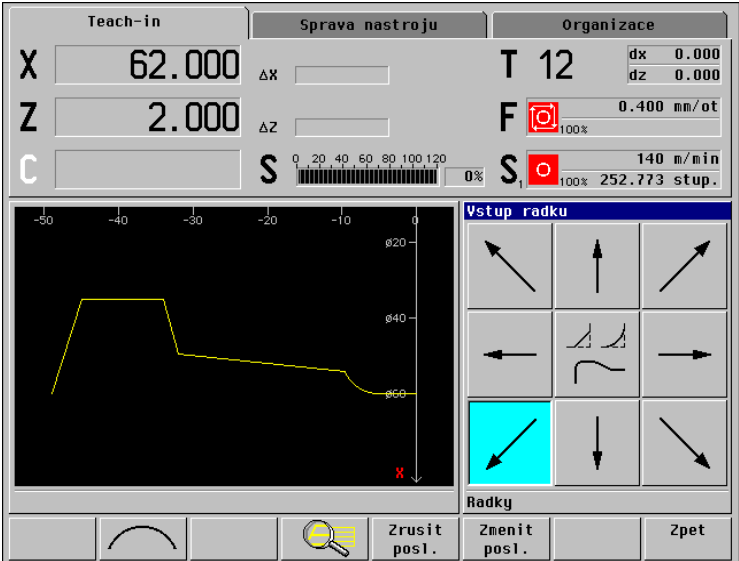 Teach-in Sprava nastroju Organizace
X 62.000 ΔX T 12 dx 0.000
dz 0.000
Z 2.000 ΔZ F 100% 0.400 mm/ot
C S 0 20 40 60 80 100 120 0% S1 100% 140 m/min
252.773 stup.
-50 -40 -30 -20 -10 0
ø20
ø40
ø60
X
Vstup radku
Radky
Zrusit posl.
Zmenit posl.
Zpet